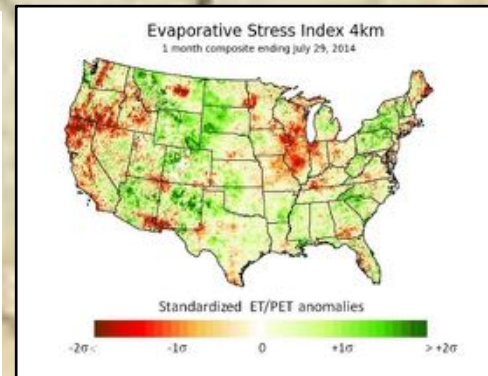 Evaporative Stress Index 4km
1 month composite ending July 29, 2014
Standardized ET/PET anomalies
-2σ< -1σ 0 +1σ > +2σ